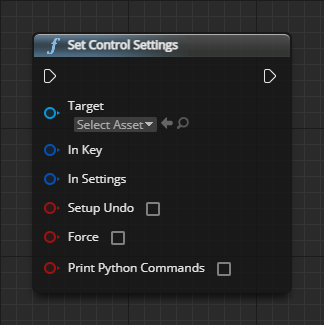 f Set Control Settings
Target
Select Asset
In Key
In Settings
Setup Undo
Force
Print Python Commands